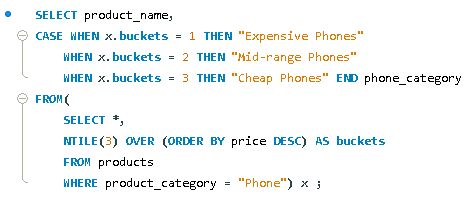 SELECT product_name,
CASE WHEN x.buckets = 1 THEN "Expensive Phones"
WHEN x.buckets = 2 THEN "Mid-range Phones"
WHEN x.buckets = 3 THEN "Cheap Phones" END phone_category
FROM(
SELECT *,
NTILE(3) OVER (ORDER BY price DESC) AS buckets
FROM products
WHERE product_category = "Phone") x ;